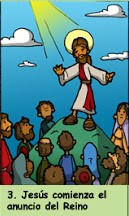 3. Jesús comienza el
anuncio del Reino